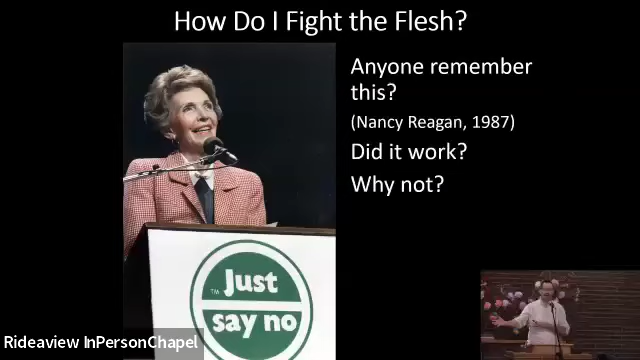 How Do I Fight the Flesh?
Anyone remember
this?
(Nancy Reagan, 1987)
Did it work?
Why not?
TM
Just
say no
Rideaview InPersonChapel